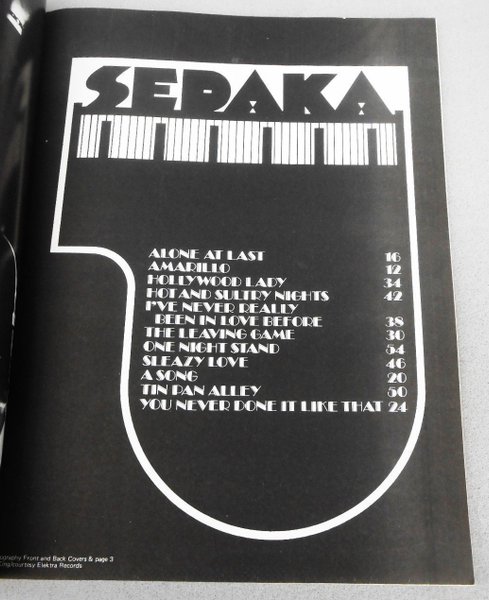 SEDAKA
ALONE AT LAST 16
AMARILLO 12
HOLLYWOOD LADY 34
HOT AND SULTRY NIGHTS 42
I'VE NEVER REALLY
BEEN IN LOVE BEFORE 38
THE LEAVING GAME 30
ONE NIGHT STAND 54
SLEAZY LOVE 46
A SONG 20
TIN PAN ALLEY 50
YOU NEVER DONE IT LIKE THAT 24
Front and Back Covers & page 3
courtesy Elektra Records